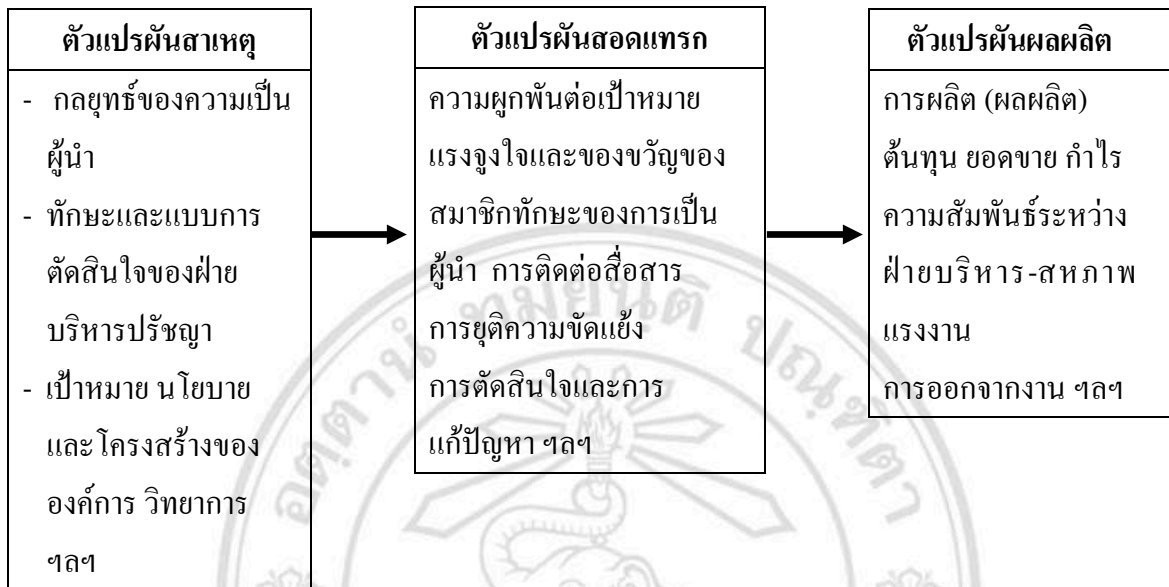 ตัวแปรผันสาเหตุ
- กลยุทธ์ของความเป็น
ผู้นำ
- ทักษะและแบบการ
ตัดสินใจของฝ่าย
บริหารปรัชญา
- เป้าหมาย นโยบาย
และโครงสร้างของ
องค์การ วิทยาการ
ฯลฯ
ตัวแปรผันสอดแทรก
ความผูกพันต่อเป้าหมาย
แรงจูงใจและของขวัญของ
สมาชิกทักษะของการเป็น
ผู้นำ การติดต่อสื่อสาร
การยุติความขัดแย้ง
การตัดสินใจและการ
แก้ปัญหา ฯลฯ
ตัวแปรผันผลผลิต
การผลิต (ผลผลิต)
ต้นทุน ยอดขาย กำไร
ความสัมพันธ์ระหว่าง
ฝ่ายบริหาร-สหภาพ
แรงงาน
การออกจากงาน ฯลฯ
อตฺตานํ ทมยนฺติ ปณฺฑิตา